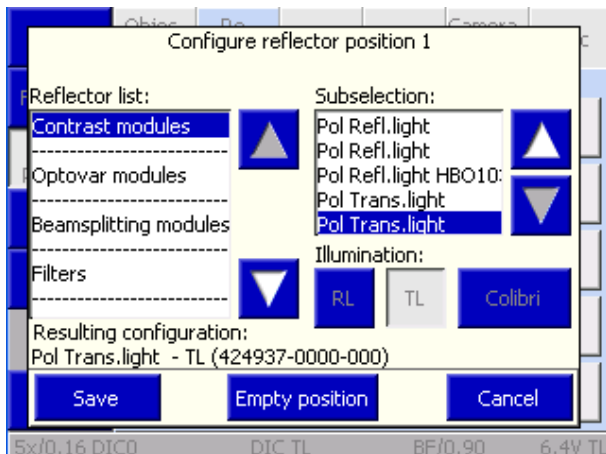 Configure reflector position 1
Reflector list:
Contrast modules
-----------------------
Optovar modules
-----------------------
Beamsplitting modules
-----------------------
Filters
-----------------------
Subselection:
Pol Refl.light
Pol Refl.light
Pol Refl.light HBO10
Pol Trans.light
Pol Trans.light
Illumination:
RL TL Colibri
Resulting configuration:
Pol Trans.light - TL (424937-0000-000)
Save Empty position Cancel
5x/0.16 DIC0 DIC TL BF/0.90 6.4V TL